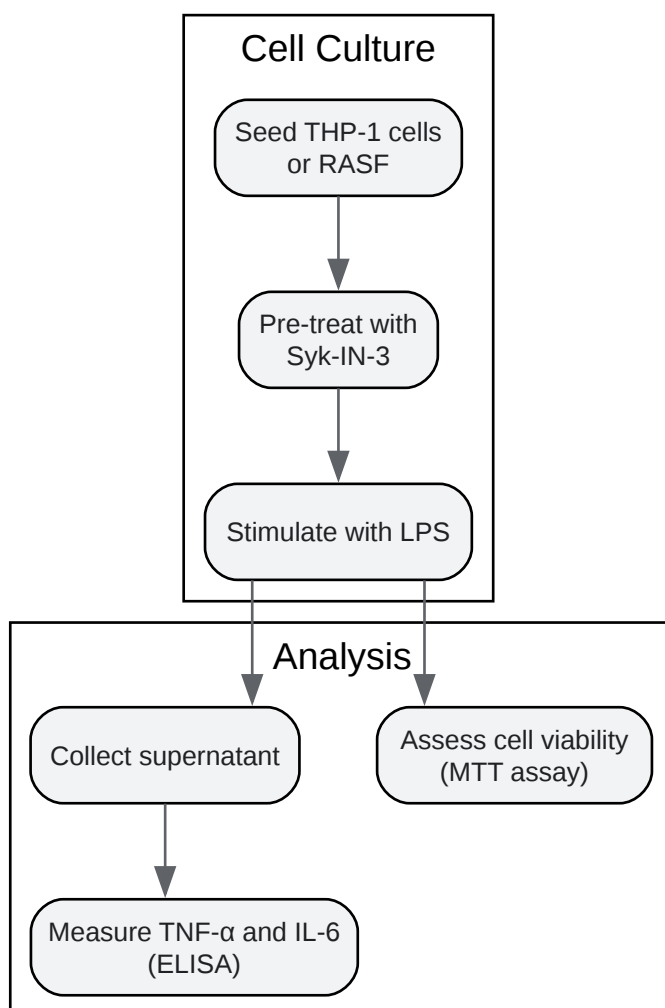 Cell Culture
Seed THP-1 cells
or RASF
Pre-treat with
Syk-IN-3
Stimulate with LPS
Analysis
Collect supernatant
Assess cell viability
(MTT assay)
Measure TNF-α and IL-6
(ELISA)